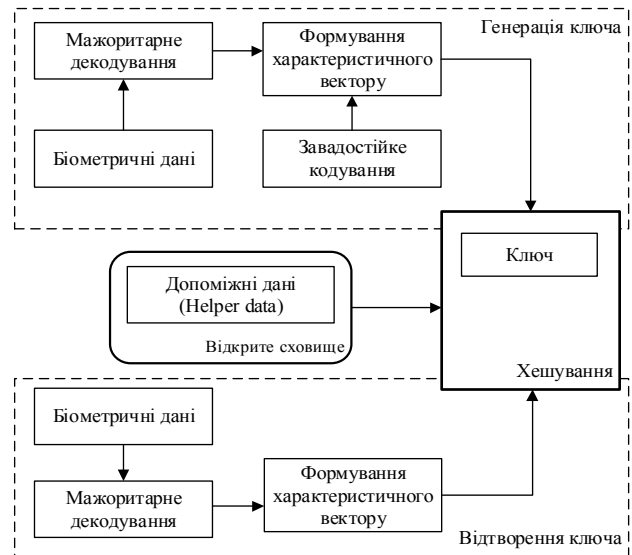 Генерація ключа
Мажоритарне
декодування
Формування
характеристичного
вектору
Біометричні дані
Завадостійке
кодування
Ключ
Допоміжні дані
(Helper data)
Відкрите сховище
Хешування
Біометричні дані
Мажоритарне
декодування
Формування
характеристичного
вектору
Відтворення ключа